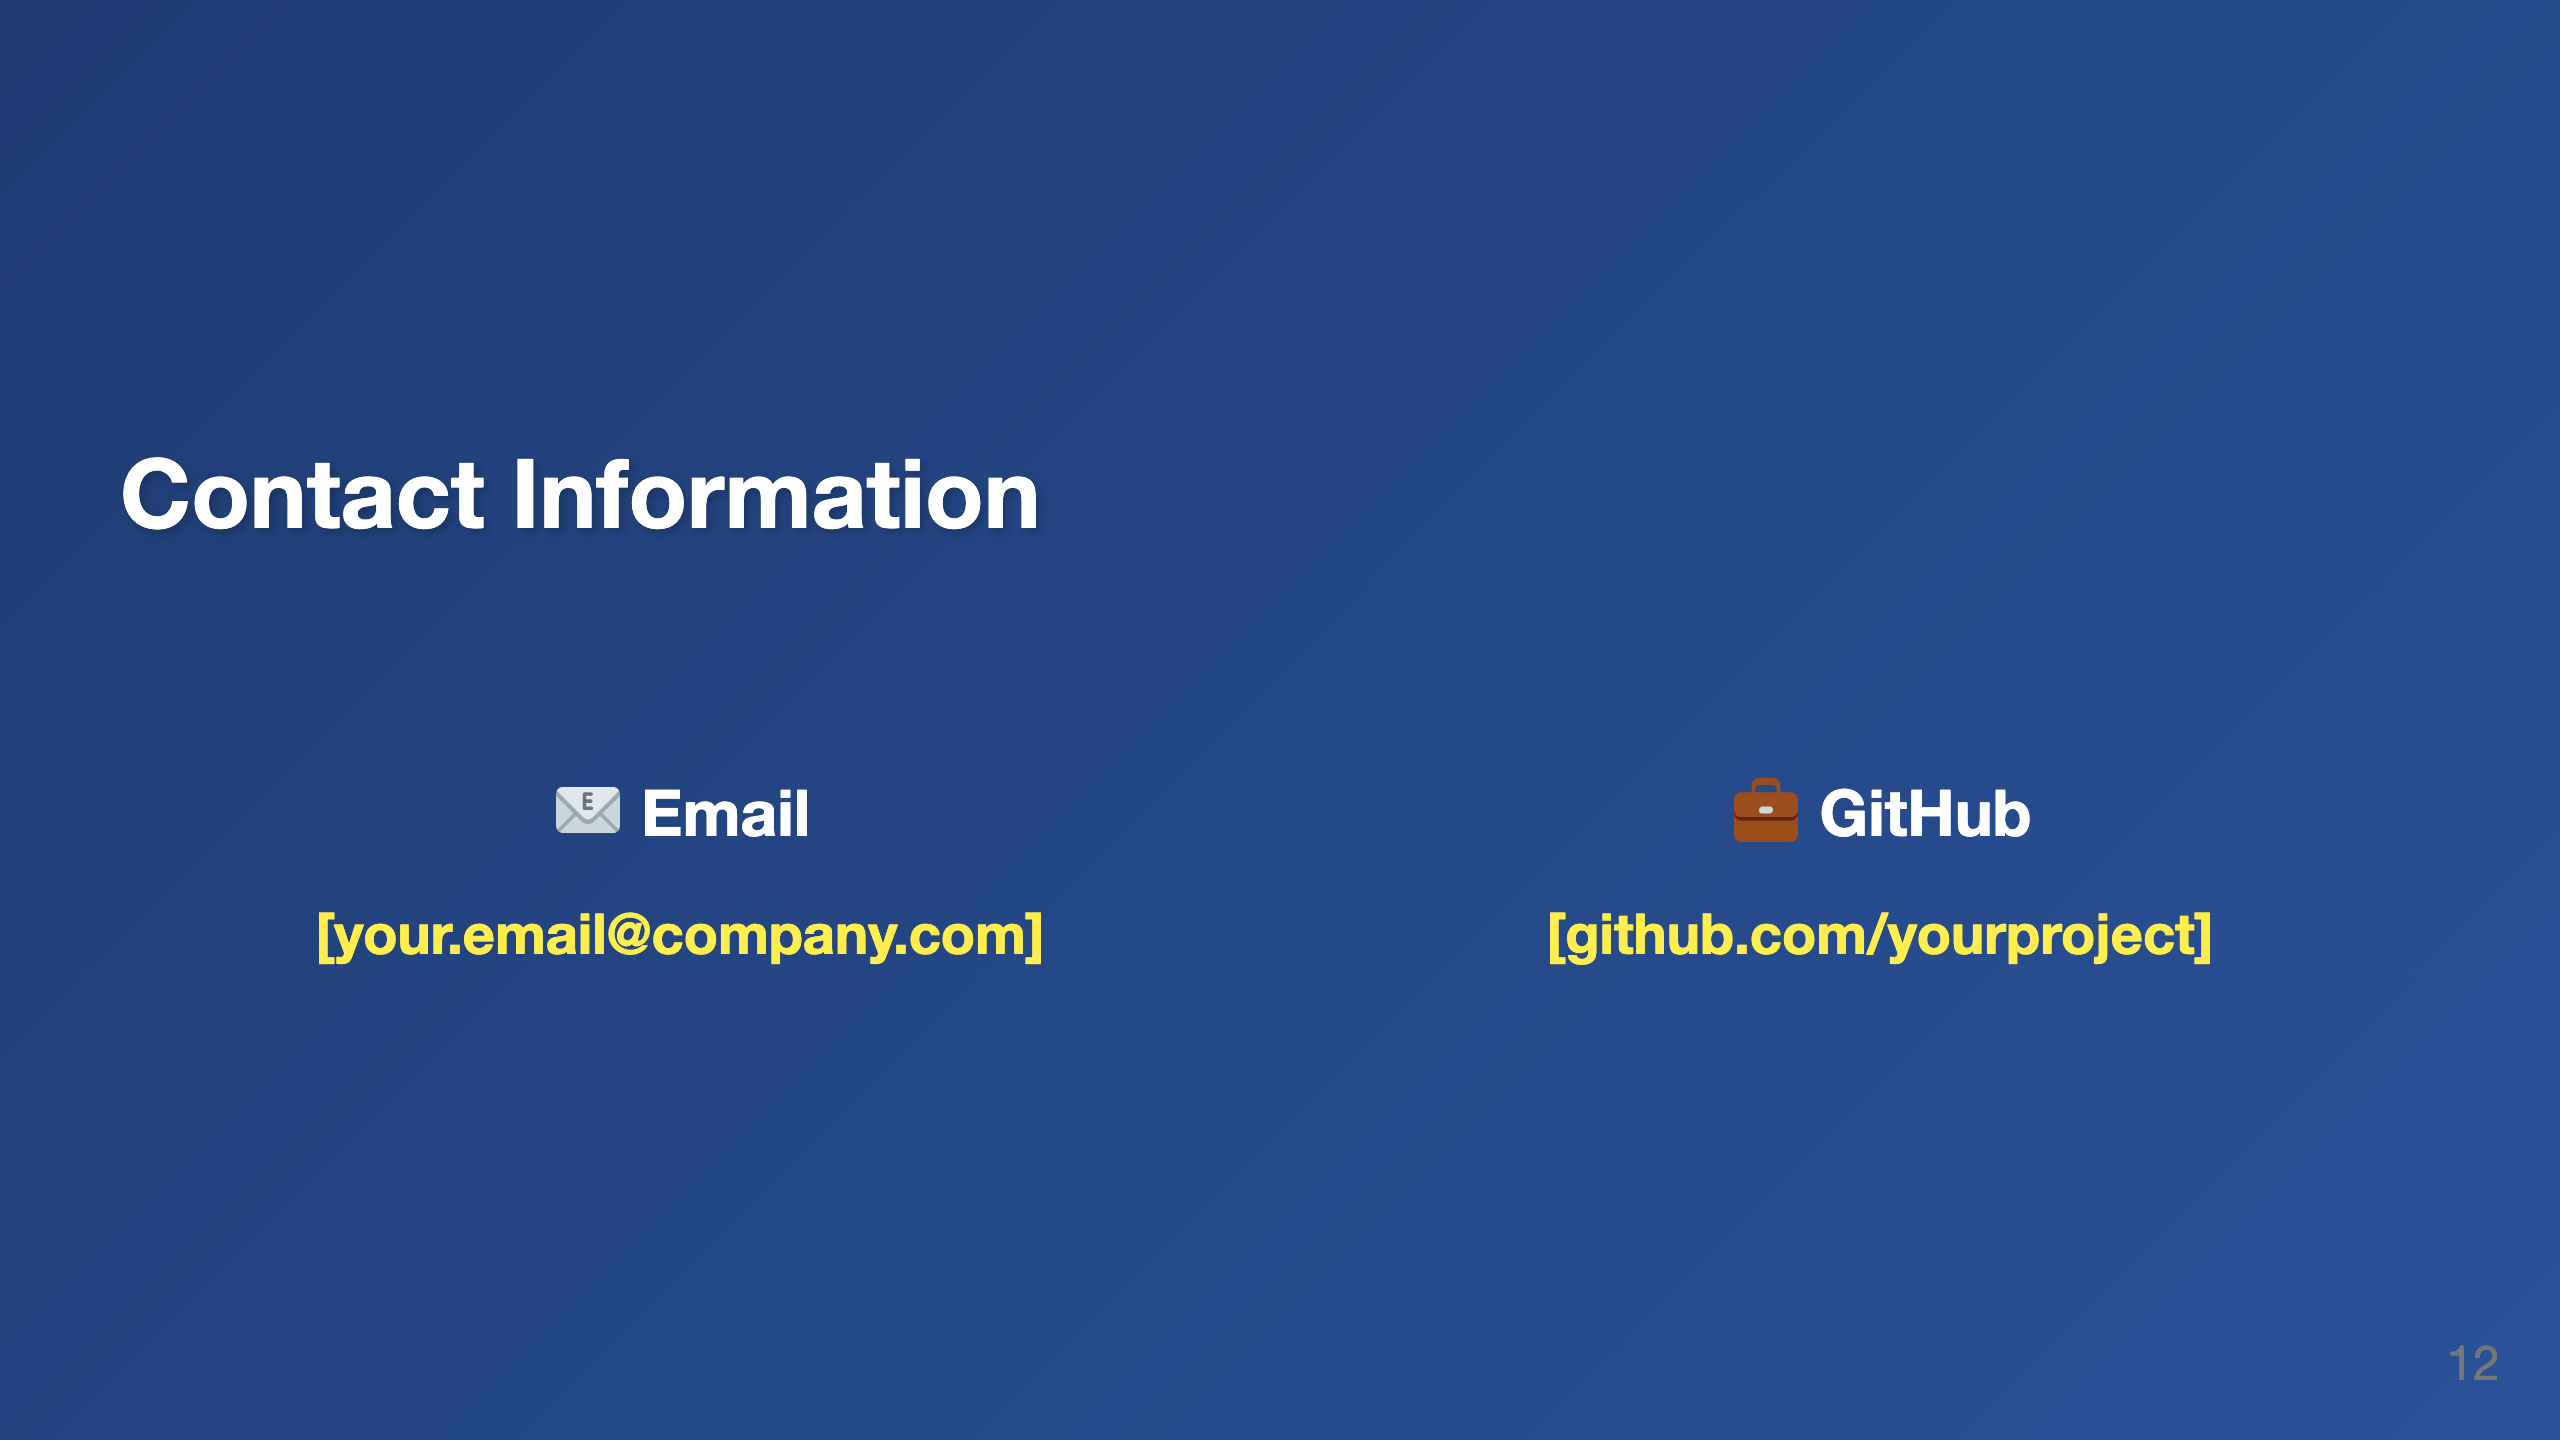 Contact Information
📧 Email
[your.email@company.com]
💼 GitHub
[github.com/yourproject]
12